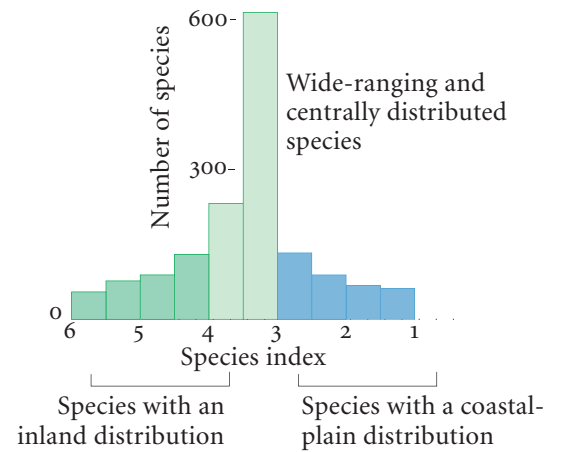 600
Number of species
Wide-ranging and
centrally distributed
species
300
0
6 5 4 3 2 1
Species index
Species with an
inland distribution
Species with a coastal-
plain distribution